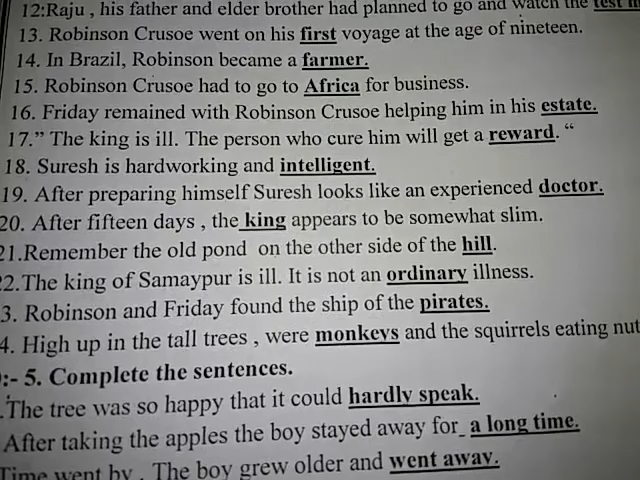 12:Raju , his father and elder brother had planned to go and watch the test
13. Robinson Crusoe went on his first voyage at the age of nineteen.
14. In Brazil, Robinson became a farmer.
15. Robinson Crusoe had to go to Africa for business.
16. Friday remained with Robinson Crusoe helping him in his estate.
17.” The king is ill. The person who cure him will get a reward. “
18. Suresh is hardworking and intelligent.
19. After preparing himself Suresh looks like an experienced doctor.
20. After fifteen days , the king appears to be somewhat slim.
21.Remember the old pond on the other side of the hill.
22.The king of Samaypur is ill. It is not an ordinary illness.
3. Robinson and Friday found the ship of the pirates.
4. High up in the tall trees , were monkeys and the squirrels eating nut
:- 5. Complete the sentences.
.The tree was so happy that it could hardly speak.
After taking the apples the boy stayed away for_ a long time.
Time went by . The boy grew older and went away.